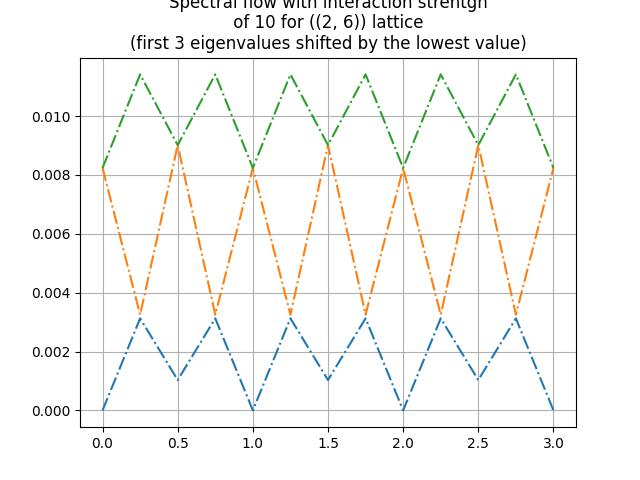 Spectral flow with interaction strentgh
of 10 for ((2, 6)) lattice
(first 3 eigenvalues shifted by the lowest value)
0.010
0.008
0.006
0.004
0.002
0.000
0.0 0.5 1.0 1.5 2.0 2.5 3.0